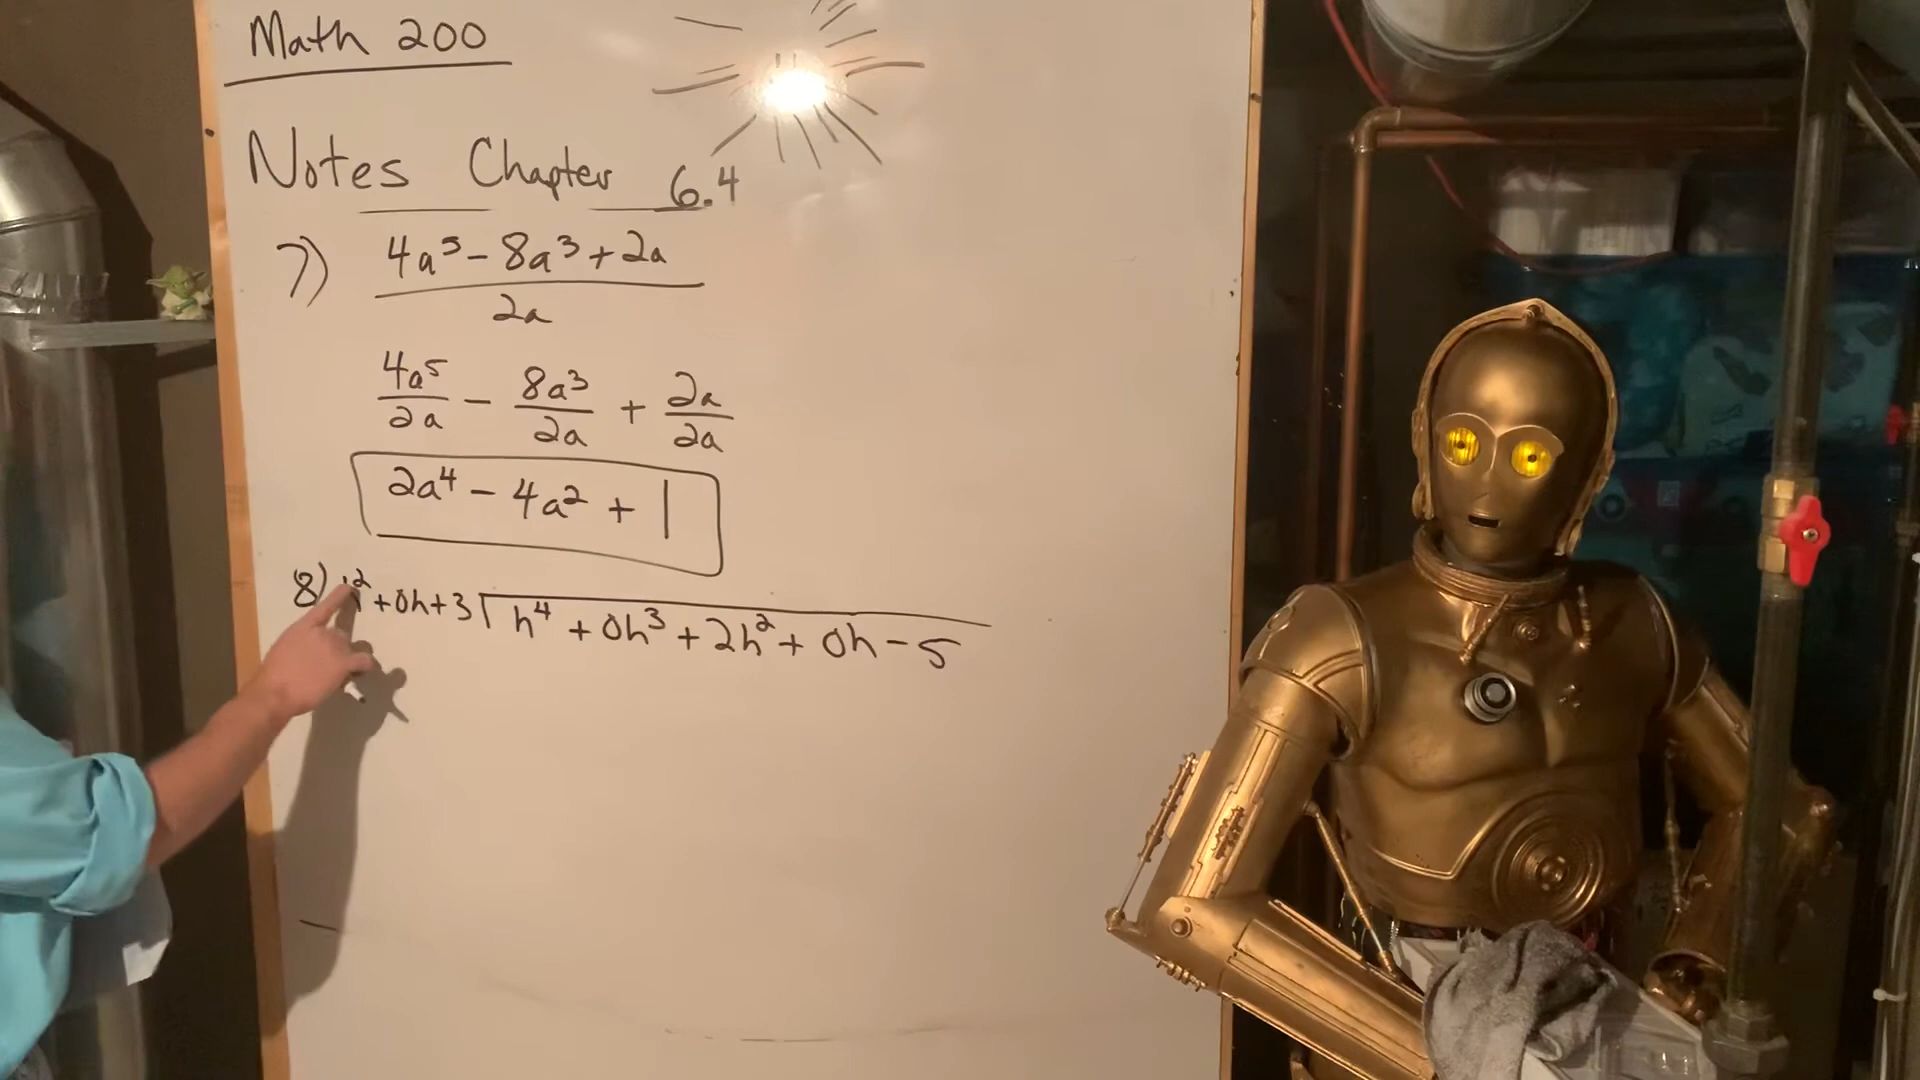 Math 200
Notes Chapter 6.4
7) 4a⁵ - 8a³ + 2a
2a
4a⁵ - 8a³ + 2a
2a 2a 2a
2a⁴ - 4a² + 1
8) h² + 0h + 3 h⁴ + 0h³ + 2h² + 0h - 5